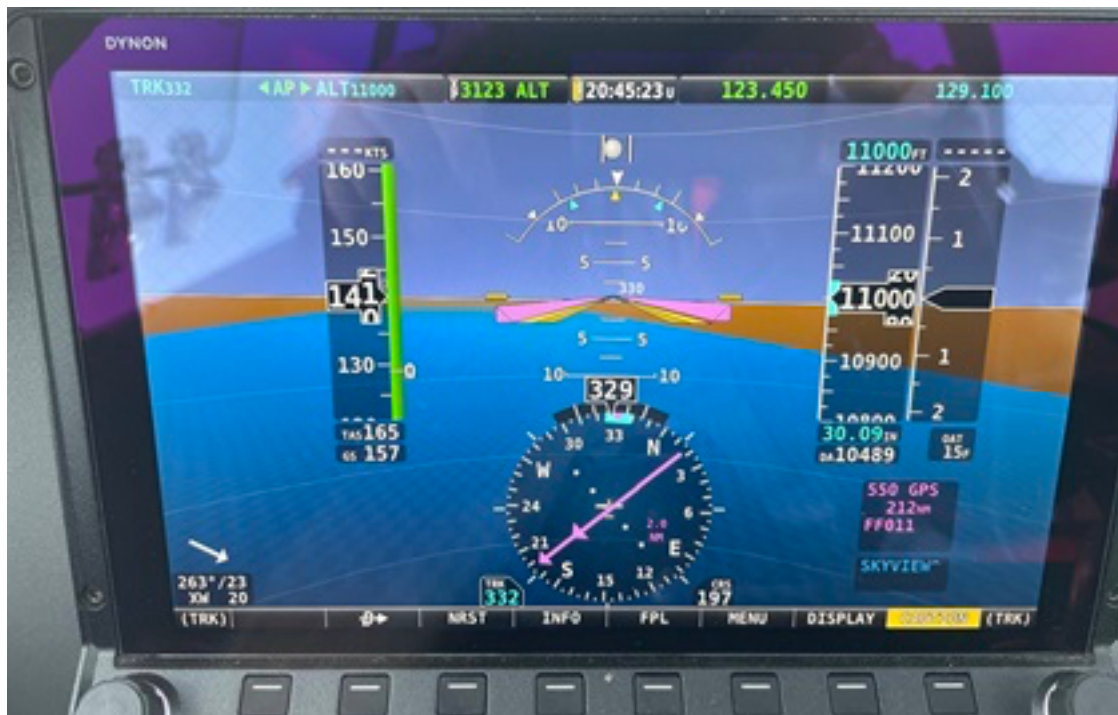 DYNON
TRK332 AP ALT11000 3123 ALT 20:45:23U 123.450 129.100
---KTS 11000FT -----
160 11200 2
150 11100 1
141 11000
130 0 10900 1
10800 2
10 10
5 5
330
5 5
10 10
329
TAS165
GS 157
30.09IN
DA10489
OAT
15F
33 N 3 6 E 12 15 S 21 24 W 30
2.0
NM
S50 GPS
212NM
FF011
SKYVIEW
263°/23
XW 20
TRK
332
CRS
197
(TRK) D NRST INFO FPL MENU DISPLAY CAUTION (TRK)